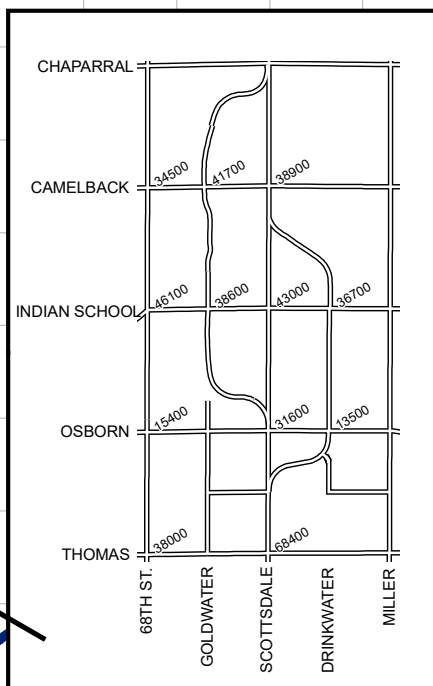 CHAPARRAL
34500 41700 38900
CAMELBACK
46100 38600 43000 36700
INDIAN SCHOOL
15400 31600 13500
OSBORN
38000 68400
THOMAS
68TH ST.
GOLDWATER
SCOTTSDALE
DRINKWATER
MILLER